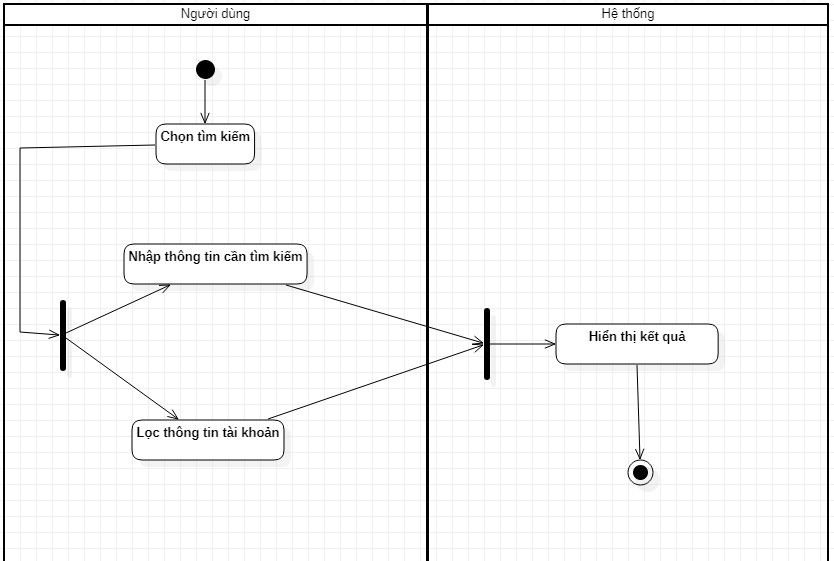 Người dùng
Hệ thống
Chọn tìm kiếm
Nhập thông tin cần tìm kiếm
Hiển thị kết quả
Lọc thông tin tài khoản